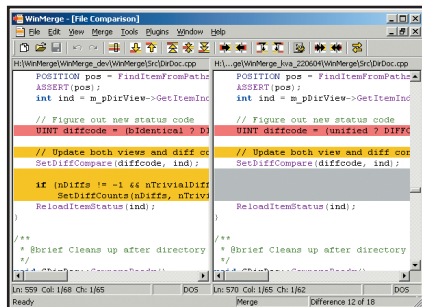 WinMerge - [File Comparison]
File Edit View Merge Tools Plugins Window Help
H:\WinMerge\WinMerge_dev\WinMerge\Src\DirDoc.cpp
H:\...ge\WinMerge_kva_220604\WinMerge\Src\DirDoc.cpp
POSITION pos = FindItemFromPaths
ASSERT(pos);
int ind = m_pDirView->GetItemInd
// Figure out new status code
UINT diffcode = (bIdentical ? DI
// Update both views and diff co
SetDiffCompare(diffcode, ind);
if (nDiffs != -1 && nTrivialDiff
SetDiffCounts(nDiffs, nTrivi
ReloadItemStatus(ind);
}
/**
* @brief Cleans up after directory
*/
void CDirDoc::CompareReady()
POSITION pos = FindItemFromPaths
ASSERT(pos);
int ind = m_pDirView->GetItemInd
// Figure out new status code
UINT diffcode = (unified ? DIFFC
// Update both views and diff con
SetDiffCompare(diffcode, ind);
ReloadItemStatus(ind);
}
/**
* @brief Cleans up after directory
*/
Ln: 559 Col: 1/68 Ch: 1/65 DOS
Ln: 570 Col: 1/65 Ch: 1/62 DOS
Ready Merge Difference 12 of 18